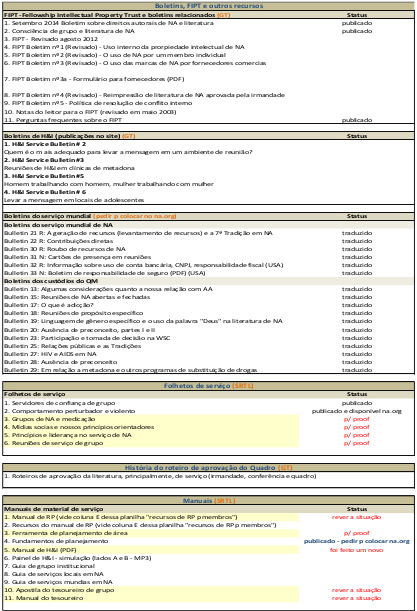 Boletins, FIPT e outros recursos
FIPT -Fellowship Intellectual Property Trust e boletins relacionados (GT) Status
1. Setembro 2014 Boletim sobre direitos autorais de NA e literatura publicado
2. Consciência de grupo e literatura de NA publicado
3. FIPT - Revisado agosto 2012
4. FIPT Boletim nº1 (Revisado) - Uso interno da propriedade intelectual de NA
5. FIPT Boletim nº2 (Revisado) - O uso de NA por um membro individual
6. FIPT Boletim nº3 (Revisado) - O uso das marcas de NA por fornecedores comerciais
7. FIPT Boletim nº3a - Formulário para fornecedores (PDF)
8. FIPT Boletim nº4 (Revisado) - Reimpressão de literatura de NA aprovada pela irmandade
9. FIPT Boletim nº5 - Política de resolução de conflito interno
10. Notas do leitor para o FIPT (revisado em maio 2003)
11. Perguntas frequentes sobre o FIPT publicado
Boletins de H&I (publicações no site) (GT) Status
1. H&I Service Bulletin # 2
Quem é o mais adequado para levar a mensagem em um ambiente de reunião?
2. H&I Service Bulletin #3
Reuniões de H&I em clínicas de metadona
3. H&I Service Bulletin #5
Homem trabalhando com homem, mulher trabalhando com mulher
4. H&I Service Bulletin # 6
Levar a mensagem em locais de adolescentes
Boletins do serviço mundial (pedir p colocar no na.org) Status
Boletins do serviço mundial de NA
Bulletin 21 R: A geração de recursos (levantamento de recursos) e a 7ª Tradição em NA traduzido
Bulletin 22 R: Contribuições diretas traduzido
Bulletin 30 R: Roubo de recursos de NA traduzido
Bulletin 31 N: Cartões de presença em reuniões traduzido
Bulletin 32 R: Informação sobre uso de conta bancária, CNPJ, responsabilidade fiscal (USA) traduzido
Bulletin 33 N: Boletim de responsabilidade de seguro (PDF) (USA) traduzido
Boletins dos custódios do QM
Bulletin 13: Algumas considerações quanto a nossa relação com AA traduzido
Bulletin 15: Reuniões de NA abertas e fechadas traduzido
Bulletin 17: O que é adoção? traduzido
Bulletin 18: Reuniões de propósito específico traduzido
Bulletin 19: Linguagem de gênero específico e o uso da palavra "Deus" na literatura de NA traduzido
Bulletin 20: Ausência de preconceito, partes I e II traduzido
Bulletin 23: Participação e tomada de decisão na WSC traduzido
Bulletin 25: Relações públicas e as Tradições traduzido
Bulletin 27: HIV e AIDS em NA traduzido
Bulletin 28: Ausência de preconceito traduzido
Bulletin 29: Em relação a metadona e outros programas de substituição de drogas traduzido
Folhetos de serviço (SRTL)
Folhetos de serviço Status
1. Servidores de confiança de grupo publicado
2. Comportamento perturbador e violento publicado e disponível na.org
3. Grupos de NA e medicação p/ proof
4. Mídias sociais e nossos princípios orientadores p/ proof
5. Princípios e liderança no serviço de NA p/ proof
6. Reuniões de serviço de grupo p/ proof
História do roteiro de aprovação do Quadro (GT)
1. Roteiros de aprovação da literatura, principalmente, de serviço (irmandade, conferência e quadro)
Manuais (SRTL)
Manuais de material de serviço Status
1. Manual de RP (vide coluna E dessa planilha "recursos de RP p membros") rever a situação
2. Recursos do manual de RP (vide coluna E dessa planilha "recursos de RP p membros")
3. Ferramenta de planejamento de área p/ proof
4. Fundamentos de planejamento publicado - pedir p colocar na.org
5. Manual de H&I (PDF) foi feito um novo
6. Painel de H&I - simulação (lados A e B - MP3)
7. Guia de grupo institucional
8. Guia de serviços locais em NA
9. Guia de serviços mundiais em NA
10. Apostila do tesoureiro de grupo rever a situação
11. Manual do tesoureiro rever a situação